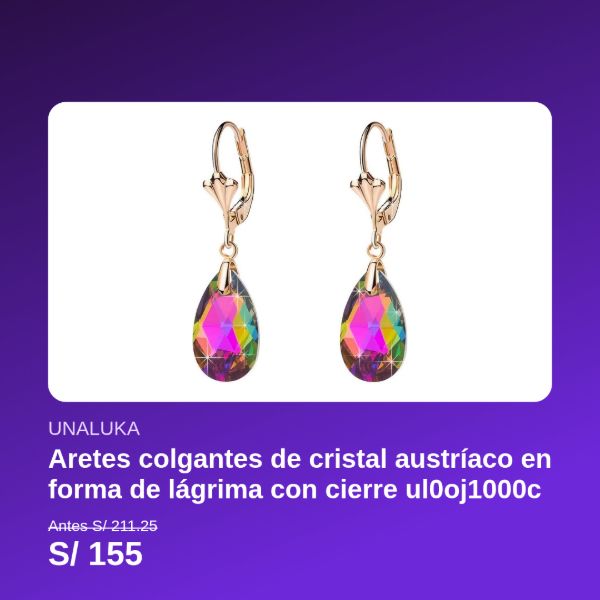 UNALUKA
Aretes colgantes de cristal austríaco en
forma de lágrima con cierre ul0oj1000c
Antes S/ 211.25
S/ 155